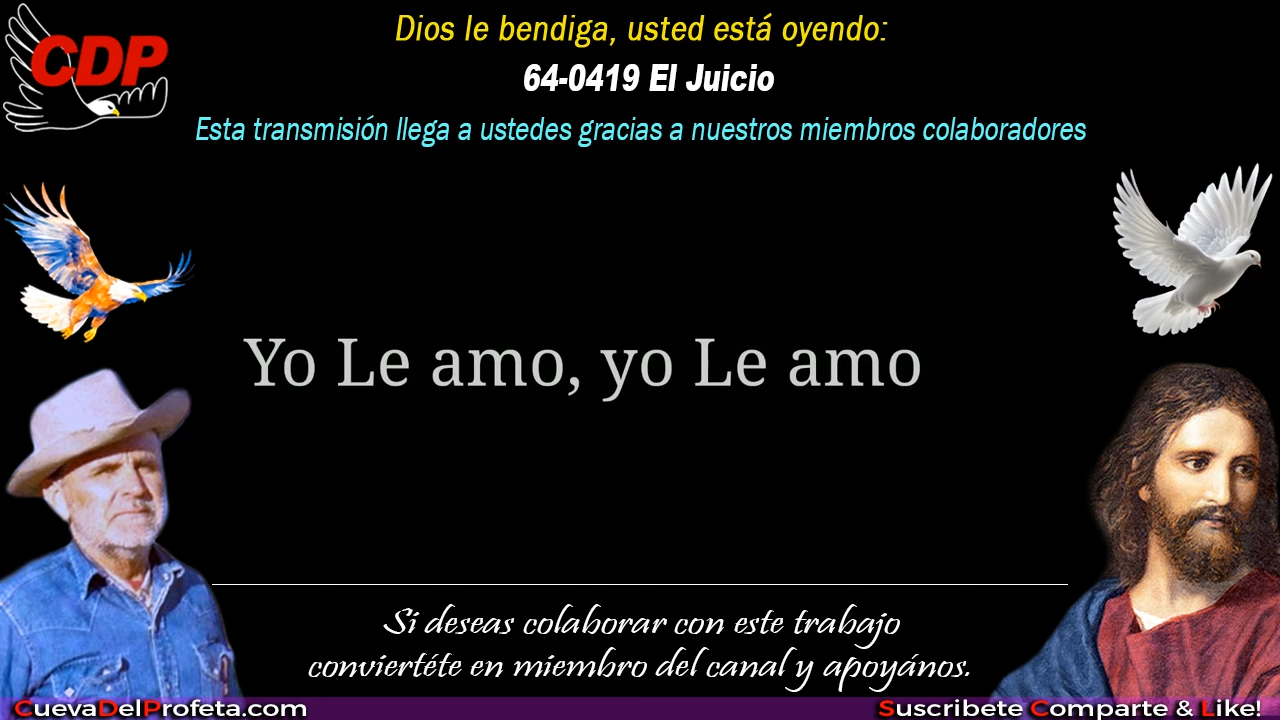 CDP
Dios le bendiga, usted está oyendo:
64-0419 El Juicio
Esta transmisión llega a ustedes gracias a nuestros miembros colaboradores
Yo Le amo, yo Le amo
Si deseas colaborar con este trabajo
conviertéte en miembro del canal y apoyános.
CuevaDelProfeta.com
Suscribete Comparte & Like!